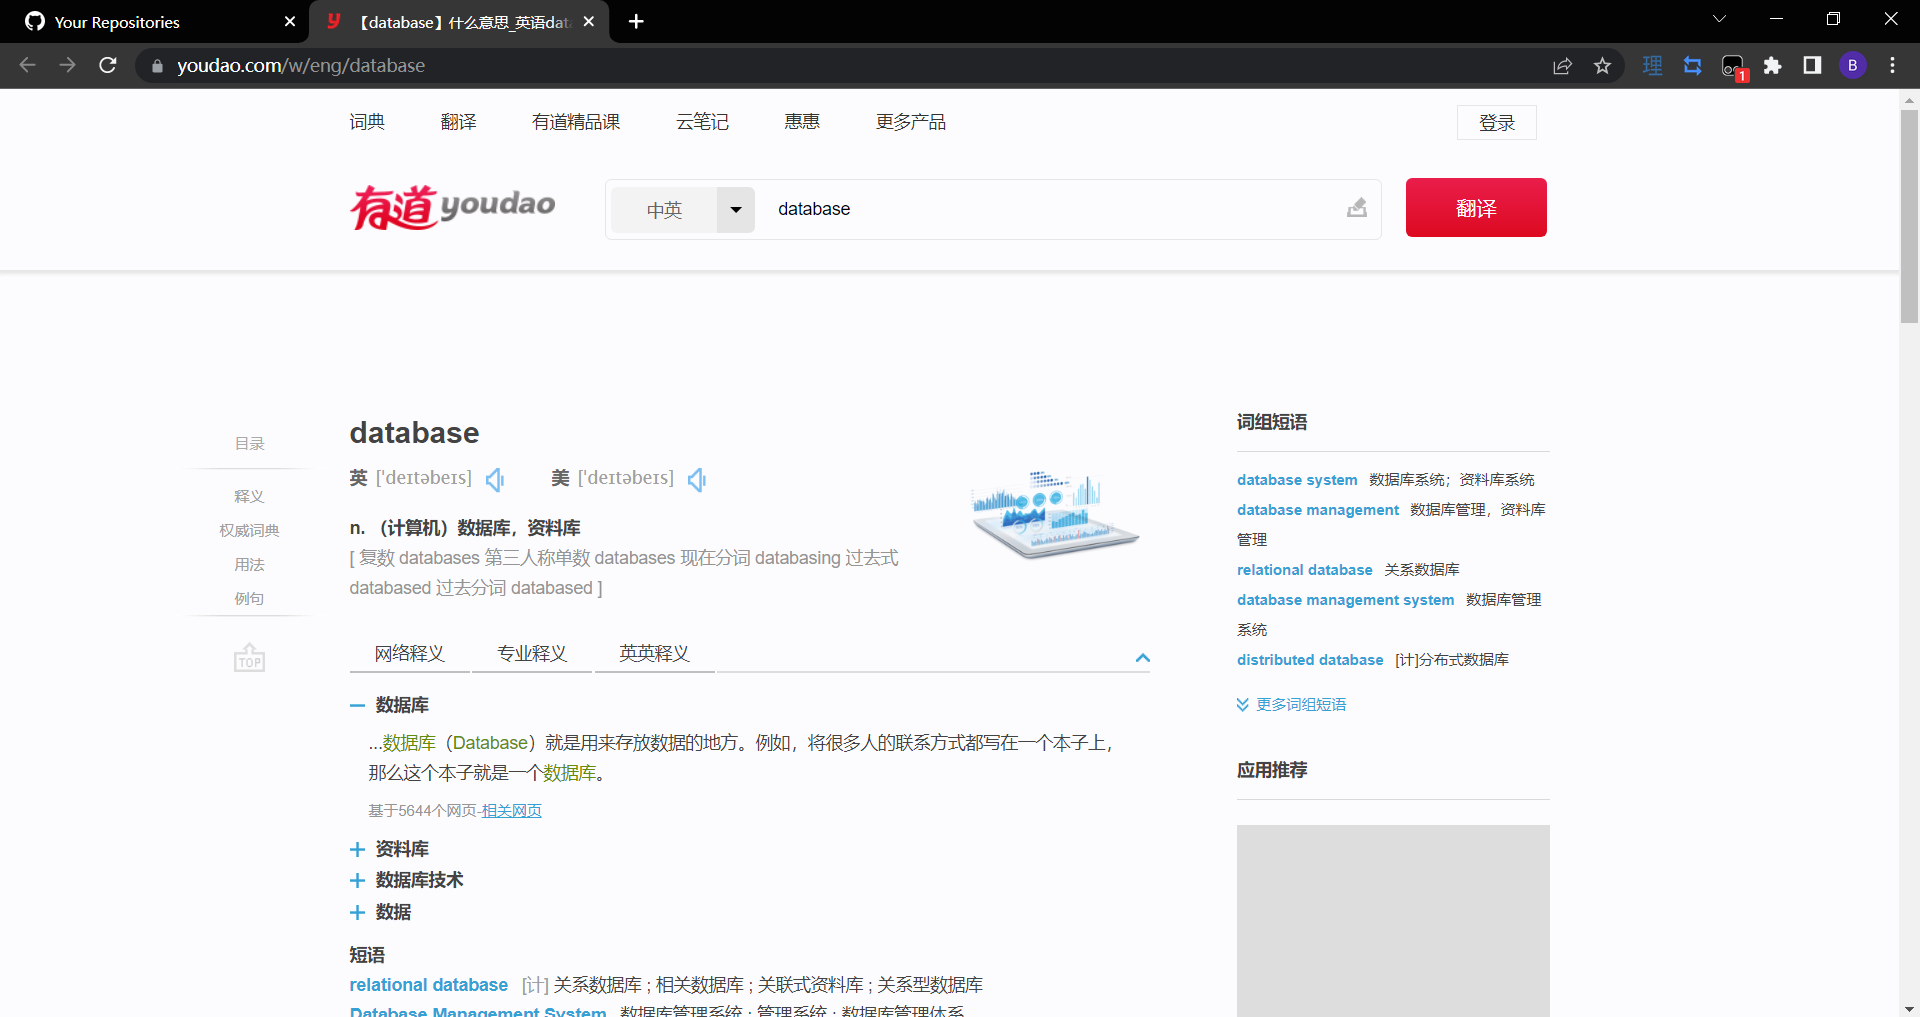 Your Repositories
【database】什么意思_英语dat
youdao.com/w/eng/database
理
1
B
词典 翻译 有道精品课 云笔记 惠惠 更多产品
登录
有道youdao
中英
database
翻译
目录
释义
权威词典
用法
例句
TOP
database
英 ['deɪtəbeɪs] 美 ['deɪtəbeɪs]
n. （计算机）数据库，资料库
[ 复数 databases 第三人称单数 databases 现在分词 databasing 过去式
databased 过去分词 databased ]
网络释义 专业释义 英英释义
数据库
...数据库（Database）就是用来存放数据的地方。例如，将很多人的联系方式都写在一个本子上，
那么这个本子就是一个数据库。
基于5644个网页-相关网页
资料库
数据库技术
数据
短语
relational database [计] 关系数据库 ; 相关数据库 ; 关联式资料库 ; 关系型数据库
Database Management System 数据库管理系统 ; 管理系统 ; 数据库管理体系
词组短语
database system 数据库系统；资料库系统
database management 数据库管理，资料库
管理
relational database 关系数据库
database management system 数据库管理
系统
distributed database [计]分布式数据库
更多词组短语
应用推荐